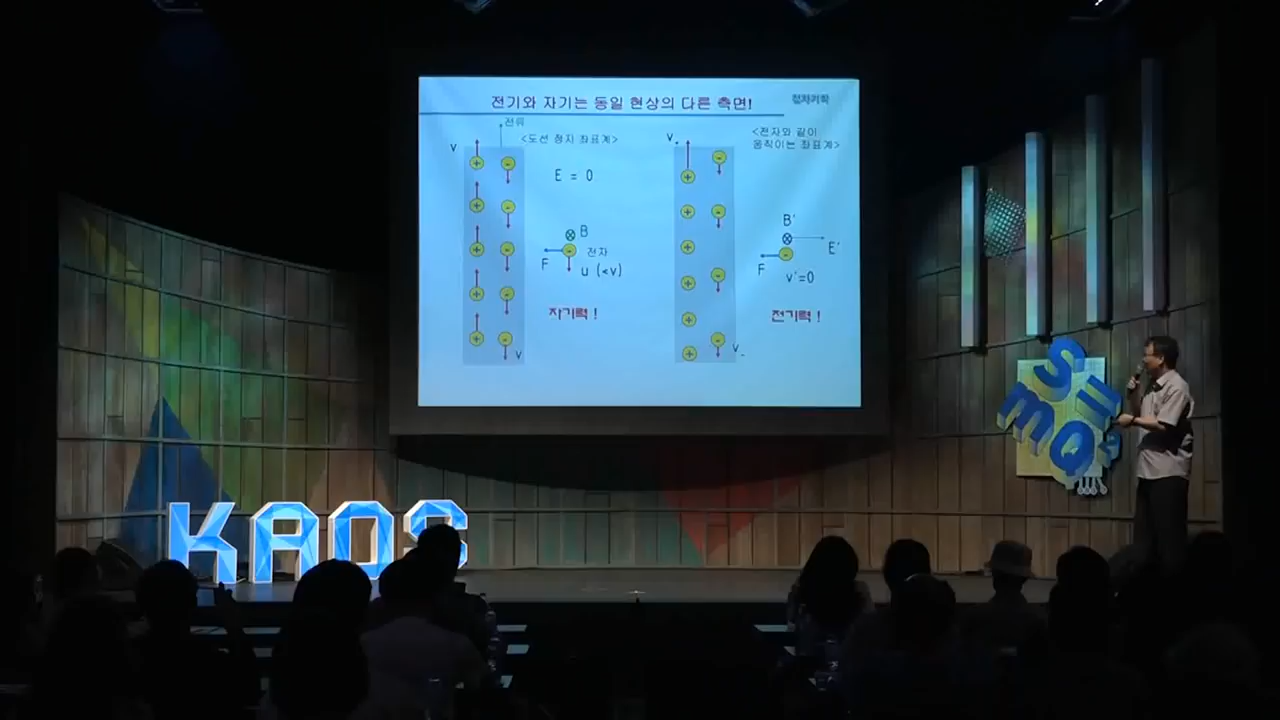 전기와 자기는 동일 현상의 다른 측면!
전자기학
전류
<도선 정지 좌표계>
v
E = 0
B
전자
F
u (<v)
자기력 !
v
v₊
<전자와 같이
움직이는 좌표계>
B'
E'
F
v'=0
전기력 !
v₋
KAOS